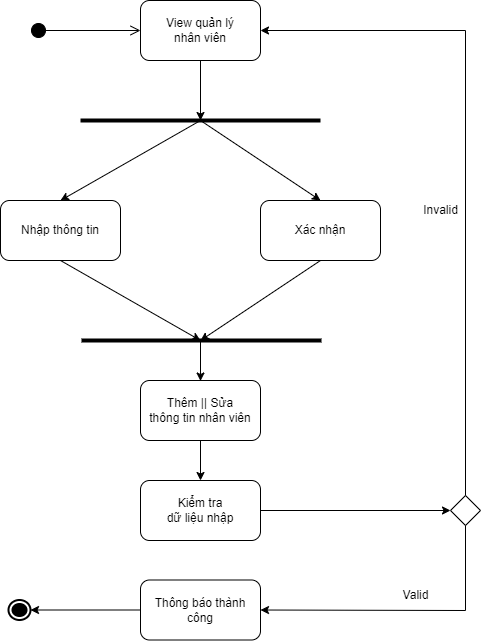 View quản lý
nhân viên
Nhập thông tin
Xác nhận
Invalid
Thêm || Sửa
thông tin nhân viên
Kiểm tra
dữ liệu nhập
Valid
Thông báo thành
công